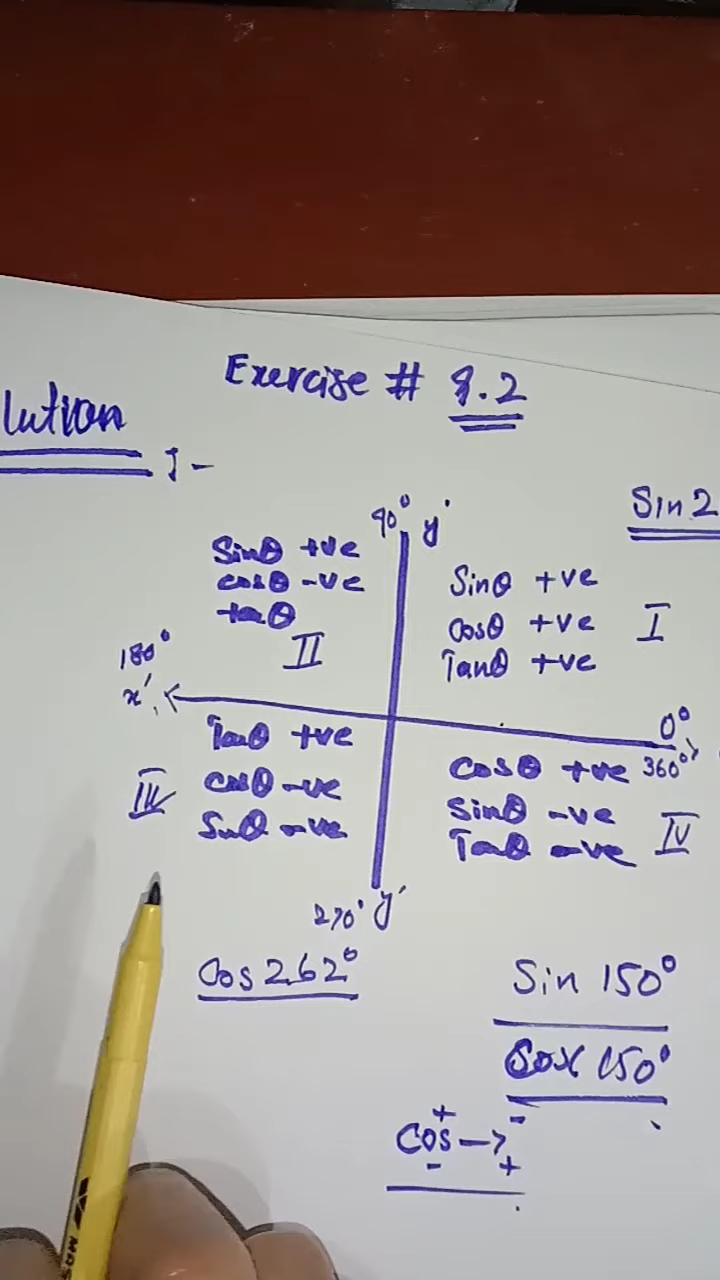 Exercise # 9.2
lution :-
Sin 2
90° y
Sinθ +ve
cosθ -ve
tanθ
II
Sinθ +ve
Cosθ +ve
Tanθ +ve
I
180°
x'
0°
360°
Tanθ +ve
cosθ -ve
Sinθ -ve
III
Cosθ +ve
Sinθ -ve
Tanθ -ve
IV
270° y'
Cos 262°
Sin 150°
150°
+ -
Cos →
- +